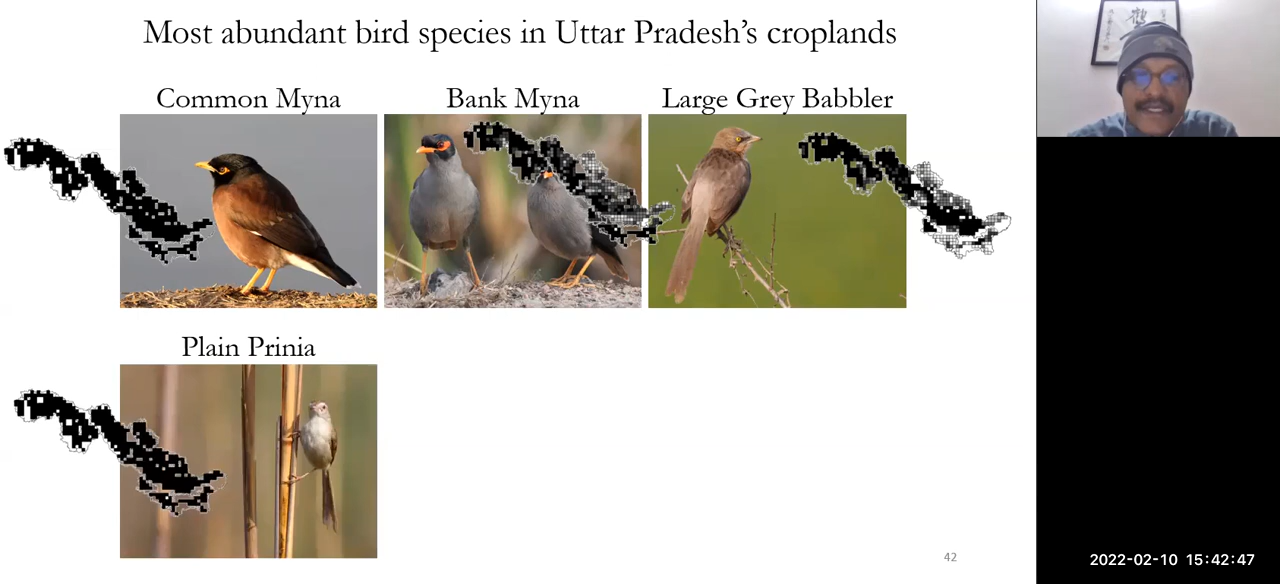 Most abundant bird species in Uttar Pradesh's croplands
Common Myna
Bank Myna
Large Grey Babbler
Plain Prinia
42
2022-02-10 15:42:47